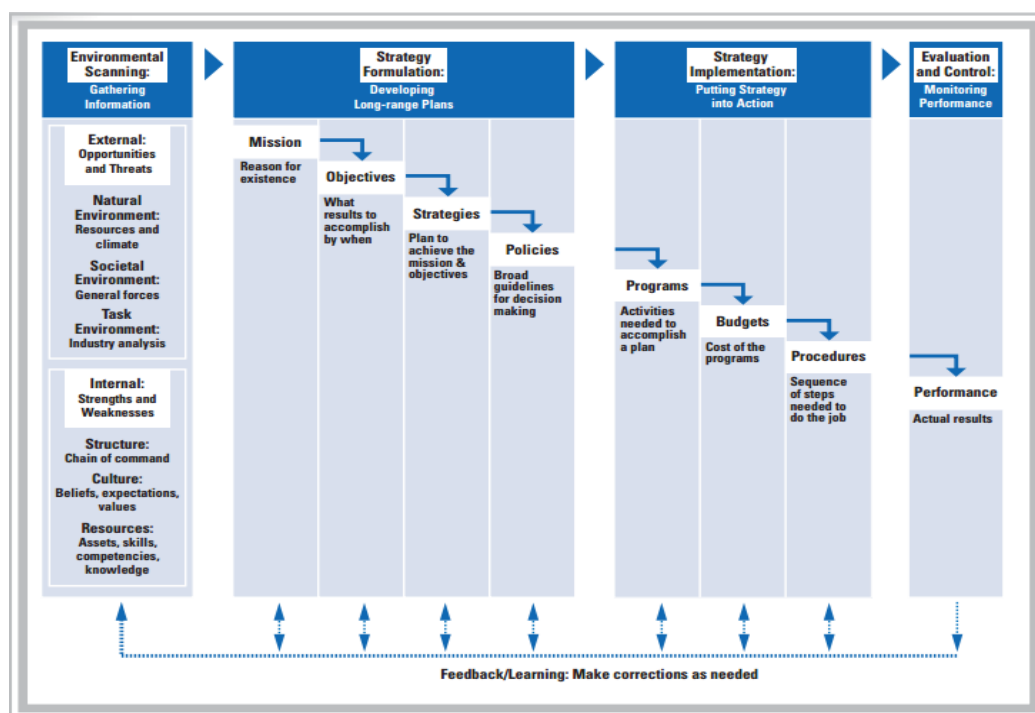 Environmental
Scanning:
Gathering
Information
Strategy
Formulation:
Developing
Long-range Plans
Strategy
Implementation:
Putting Strategy
into Action
Evaluation
and Control:
Monitoring
Performance
External:
Opportunities
and Threats
Natural
Environment:
Resources and
climate
Societal
Environment:
General forces
Task
Environment:
Industry analysis
Internal:
Strengths and
Weaknesses
Structure:
Chain of command
Culture:
Beliefs, expectations,
values
Resources:
Assets, skills,
competencies,
knowledge
Mission
Reason for
existence
Objectives
What
results to
accomplish
by when
Strategies
Plan to
achieve the
mission &
objectives
Policies
Broad
guidelines
for decision
making
Programs
Activities
needed to
accomplish
a plan
Budgets
Cost of the
programs
Procedures
Sequence
of steps
needed to
do the job
Performance
Actual results
Feedback/Learning: Make corrections as needed